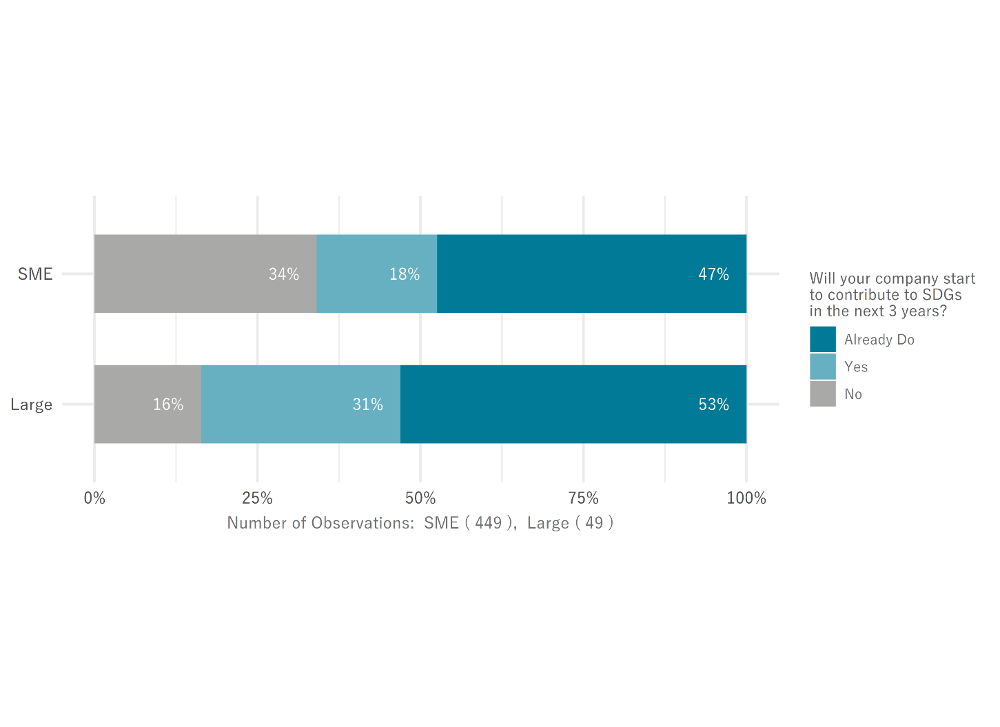 SME
34%
18%
47%
Large
16%
31%
53%
0%
25%
50%
75%
100%
Number of Observations: SME ( 449 ), Large ( 49 )
Will your company start
to contribute to SDGs
in the next 3 years?
Already Do
Yes
No